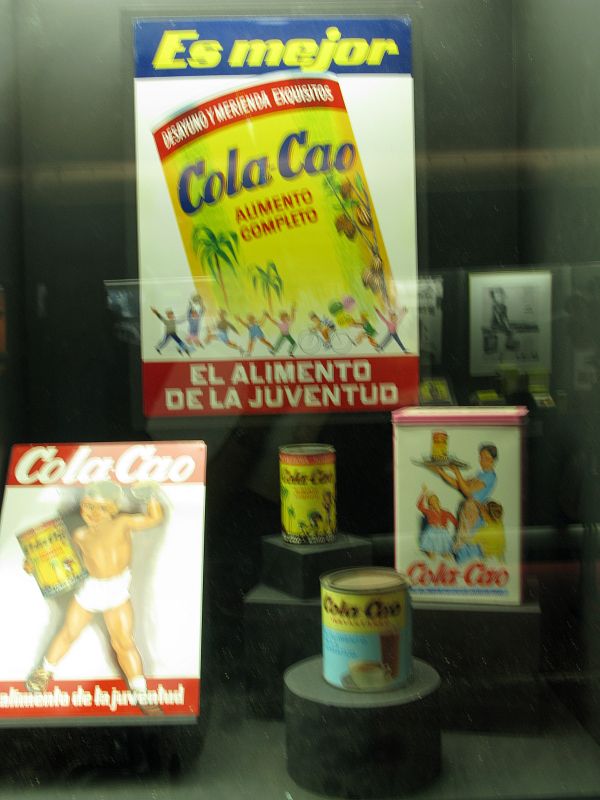 Es mejor
DESAYUNO Y MERIENDA EXQUISITOS
Cola-Cao
ALIMENTO
COMPLETO
EL ALIMENTO
DE LA JUVENTUD
Cola-Cao
alimento de la juventud
Cola-Cao
Cola-Cao
Cola-Cao